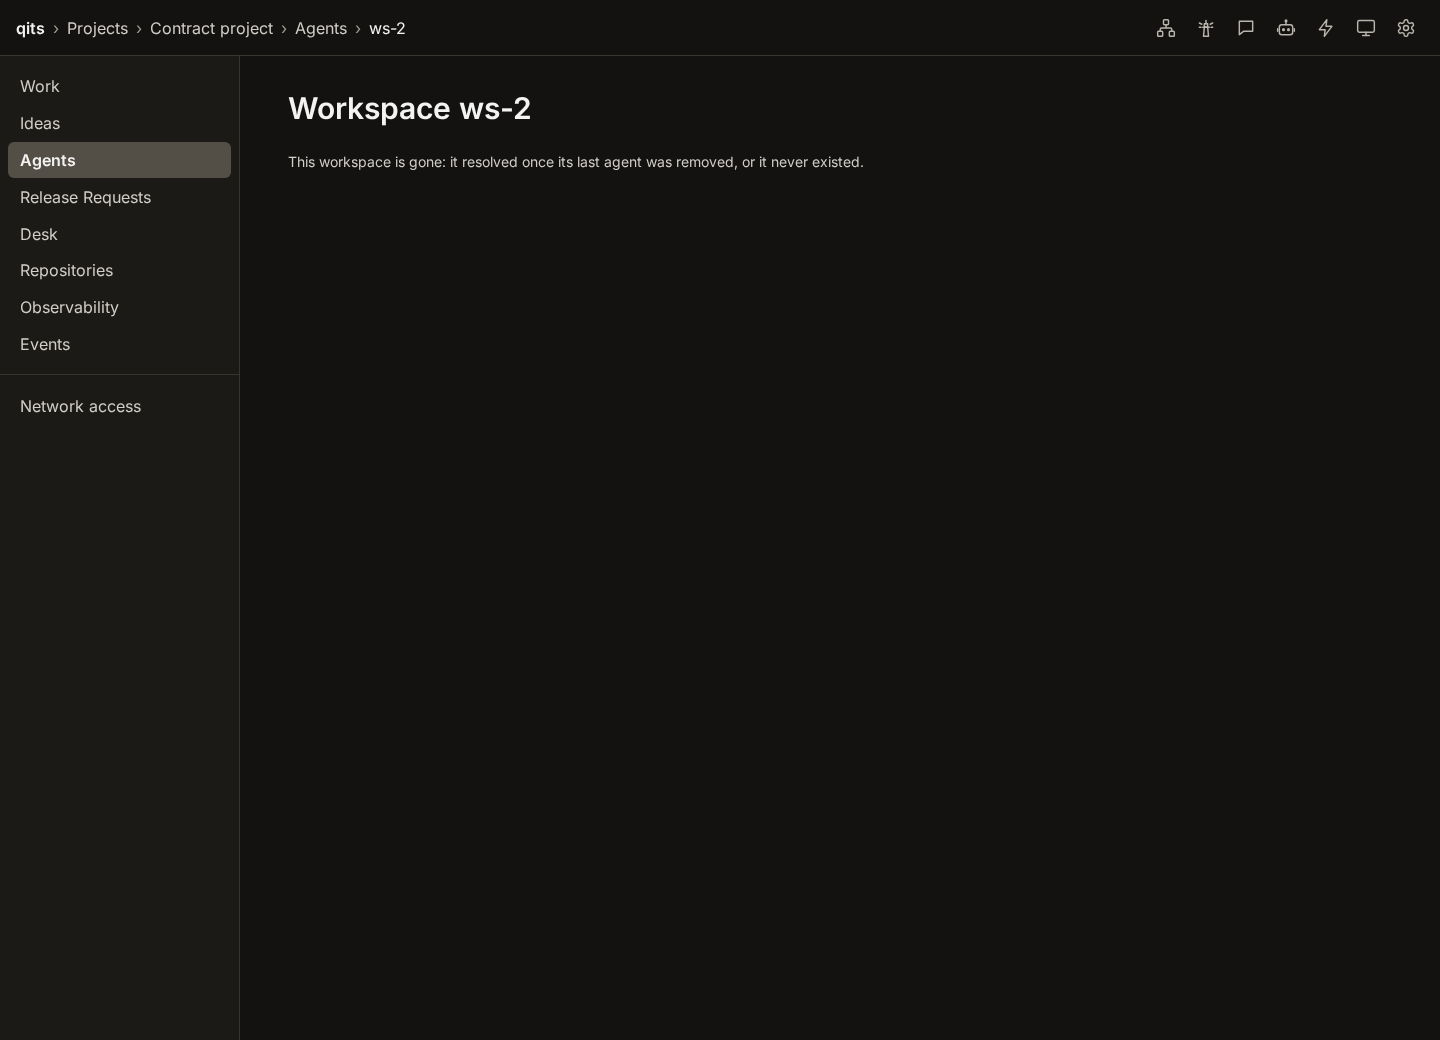 qits › Projects › Contract project › Agents › ws-2
Work
Ideas
Agents
Release Requests
Desk
Repositories
Observability
Events
Network access
Workspace ws-2
This workspace is gone: it resolved once its last agent was removed, or it never existed.